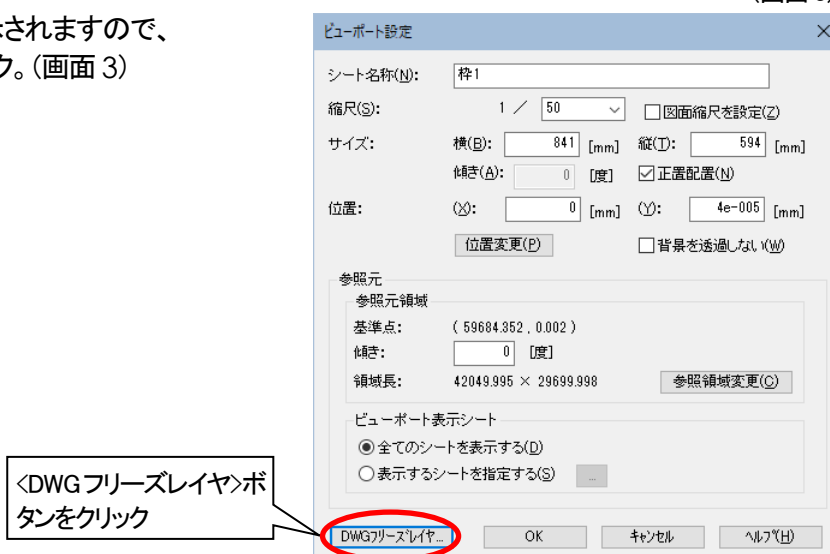 されますので、
ク。(画面 3)
ビューポート設定
シート名称(N): 枠1
縮尺(S): 1 / 50 図面縮尺を設定(Z)
サイズ: 横(B): 841 [mm] 縦(T): 594 [mm]
傾き(A): 0 [度] 正置配置(N)
位置: (X): 0 [mm] (Y): 4e-005 [mm]
位置変更(P) 背景を透過しない(W)
参照元
参照元領域
基準点: ( 59684.352 , 0.002 )
傾き: 0 [度]
領域長: 42049.995 × 29699.998 参照領域変更(C)
ビューポート表示シート
全てのシートを表示する(D)
表示するシートを指定する(S) ...
<DWGフリーズレイヤ>ボ
タンをクリック
DWGフリーズレイヤ... OK キャンセル ヘルプ(H)